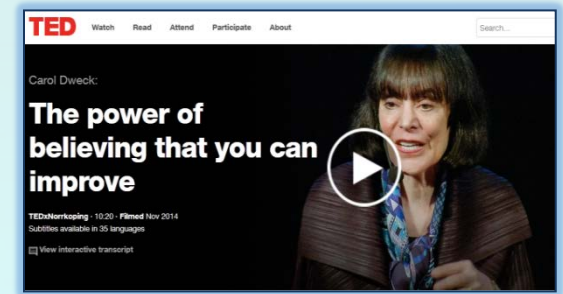 TED Watch Read Attend Participate About Search...
Carol Dweck:
The power of
believing that you can
improve
TEDxNorrkoping · 10:20 · Filmed Nov 2014
Subtitles available in 35 languages
View interactive transcript